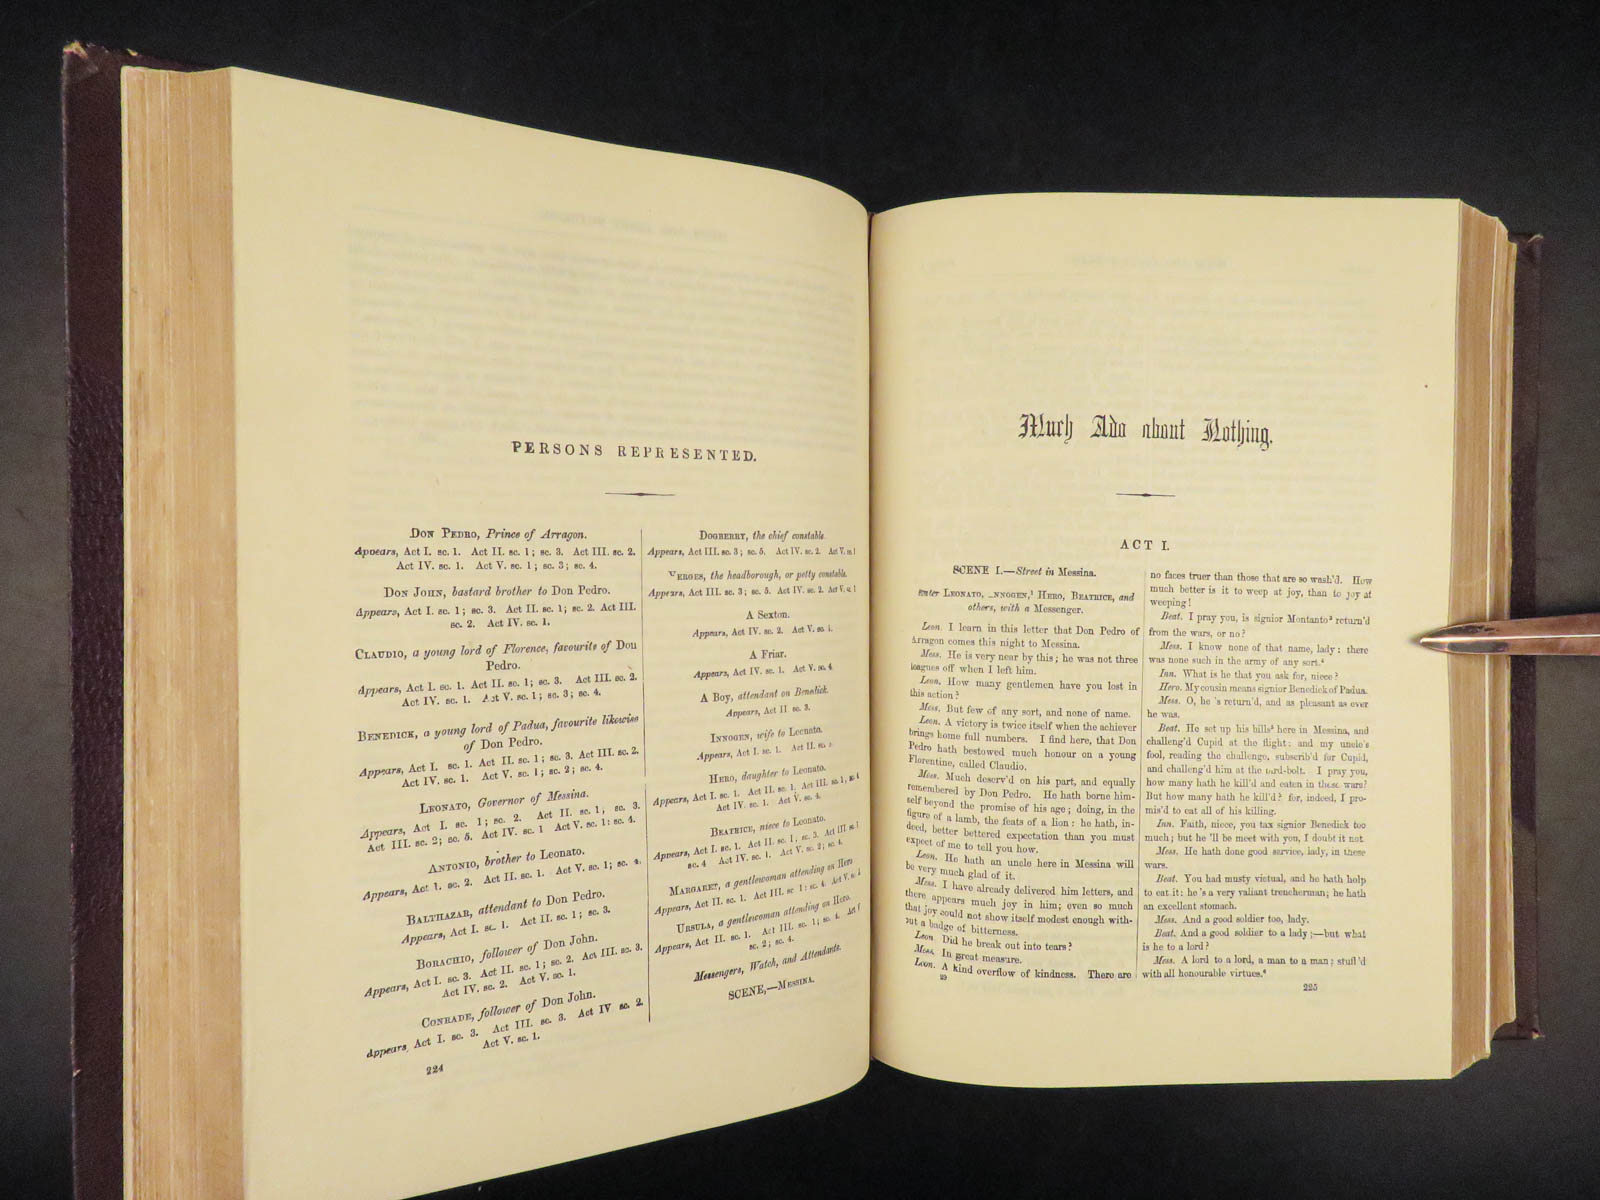 PERSONS REPRESENTED.
DON PEDRO, Prince of Arragon.
Appears, Act I. sc. 1. Act II. sc. 1; sc. 3. Act III. sc. 2.
Act IV. sc. 1. Act V. sc. 1; sc. 3; sc. 4.
DON JOHN, bastard brother to Don Pedro.
Appears, Act I. sc. 1; sc. 3. Act II. sc. 1; sc. 2. Act III.
sc. 2. Act IV. sc. 1.
CLAUDIO, a young lord of Florence, favourite of Don
Pedro.
Appears, Act I. sc. 1. Act II. sc. 1; sc. 3. Act III. sc. 2.
Act IV. sc. 1. Act V. sc. 1; sc. 3; sc. 4.
BENEDICK, a young lord of Padua, favourite likewise
of Don Pedro.
Appears, Act I. sc. 1. Act II. sc. 1; sc. 3. Act III. sc. 2.
Act IV. sc. 1. Act V. sc. 1; sc. 2; sc. 4.
LEONATO, Governor of Messina.
Appears, Act I. sc. 1; sc. 2. Act II. sc. 1; sc. 3.
Act III. sc. 2; sc. 5. Act IV. sc. 1 Act V. sc. 1: sc. 4.
ANTONIO, brother to Leonato.
Appears, Act I. sc. 2. Act II. sc. 1. Act V. sc. 1; sc. 4.
BALTHAZAR, attendant to Don Pedro.
Appears, Act I. sc. 1. Act II. sc. 1; sc. 3.
BORACHIO, follower of Don John.
Appears, Act I. sc. 3. Act II. sc. 1; sc. 2. Act III. sc. 3.
Act IV. sc. 2. Act V. sc. 1.
CONRADE, follower of Don John.
Appears, Act I. sc. 3. Act III. sc. 3. Act IV sc. 2.
Act V. sc. 1.
224
DOGBERRY, the chief constable.
Appears, Act III. sc. 3; sc. 5. Act IV. sc. 2. Act V. sc. 1
VERGES, the headborough, or petty constable.
Appears, Act III. sc. 3; sc. 5. Act IV. sc. 2. Act V. sc. 1
A Sexton.
Appears, Act IV. sc. 2. Act V. sc. 1.
A Friar.
Appears, Act IV. sc. 1. Act V. sc. 4.
A Boy, attendant on Benedick.
Appears, Act II sc. 3.
INNOGEN, wife to Leonato.
Appears, Act I. sc. 1. Act II. sc.
HERO, daughter to Leonato.
Appears, Act I. sc. 1. Act II. sc. 1. Act III. sc. 1, sc. 4
Act IV. sc. 1. Act V. sc. 4.
BEATRICE, niece to Leonato.
Appears, Act I. sc. 1. Act II. sc. 1; sc. 3. Act III sc. 1
sc. 4 Act IV. sc. 1. Act V. sc. 2; sc. 4.
MARGARET, a gentlewoman attending on Hero
Appears, Act II. sc. 1. Act III. sc 1: sc. 4. Act V. sc.
URSULA, a gentlewoman attending on Hero.
Appears, Act II. sc. 1. Act III. sc. 1; sc. 4. Act
sc. 2; sc. 4.
Messengers, Watch, and Attendants.
SCENE,—MESSINA.
Much Ado about Nothing.
ACT I.
SCENE I.—Street in Messina.
Enter LEONATO, NNOGEN,¹ HERO, BEATRICE, and
others, with a Messenger.
Leon. I learn in this letter that Don Pedro of
Arragon comes this night to Messina.
Mess. He is very near by this; he was not three
leagues off when I left him.
Leon. How many gentlemen have you lost in
this action?
Mess. But few of any sort, and none of name.
Leon. A victory is twice itself when the achiever
brings home full numbers. I find here, that Don
Pedro hath bestowed much honour on a young
Florentine, called Claudio.
Mess. Much deserv'd on his part, and equally
remembered by Don Pedro. He hath borne him-
self beyond the promise of his age; doing, in the
figure of a lamb, the feats of a lion: he hath, in-
deed, better bettered expectation than you must
expect of me to tell you how.
Leon. He hath an uncle here in Messina will
be very much glad of it.
Mess. I have already delivered him letters, and
there appears much joy in him; even so much
that joy could not show itself modest enough with-
out a badge of bitterness.
Leon. Did he break out into tears?
Mess. In great measure.
Leon. A kind overflow of kindness. There are
29
no faces truer than those that are so wash'd. How
much better is it to weep at joy, than to joy at
weeping!
Beat. I pray you, is signior Montanto² return'd
from the wars, or no?
Mess. I know none of that name, lady: there
was none such in the army of any sort.⁴
Inn. What is he that you ask for, niece?
Hero. My cousin means signior Benedick of Padua.
Mess. O, he's return'd, and as pleasant as ever
he was.
Beat. He set up his bills³ here in Messina, and
challeng'd Cupid at the flight: and my uncle's
fool, reading the challenge, subscrib'd for Cupid,
and challeng'd him at the bird-bolt. I pray you,
how many hath he kill'd and eaten in these wars?
But how many hath he kill'd? for, indeed, I pro-
mis'd to eat all of his killing.
Inn. Faith, niece, you tax signior Benedick too
much; but he'll be meet with you, I doubt it not.
Mess. He hath done good service, lady, in these
wars.
Beat. You had musty victual, and he hath holp
to eat it: he's a very valiant trencherman; he hath
an excellent stomach.
Mess. And a good soldier too, lady.
Beat. And a good soldier to a lady;—but what
is he to a lord?
Mess. A lord to a lord, a man to a man; stuff'd
with all honourable virtues.⁶
225